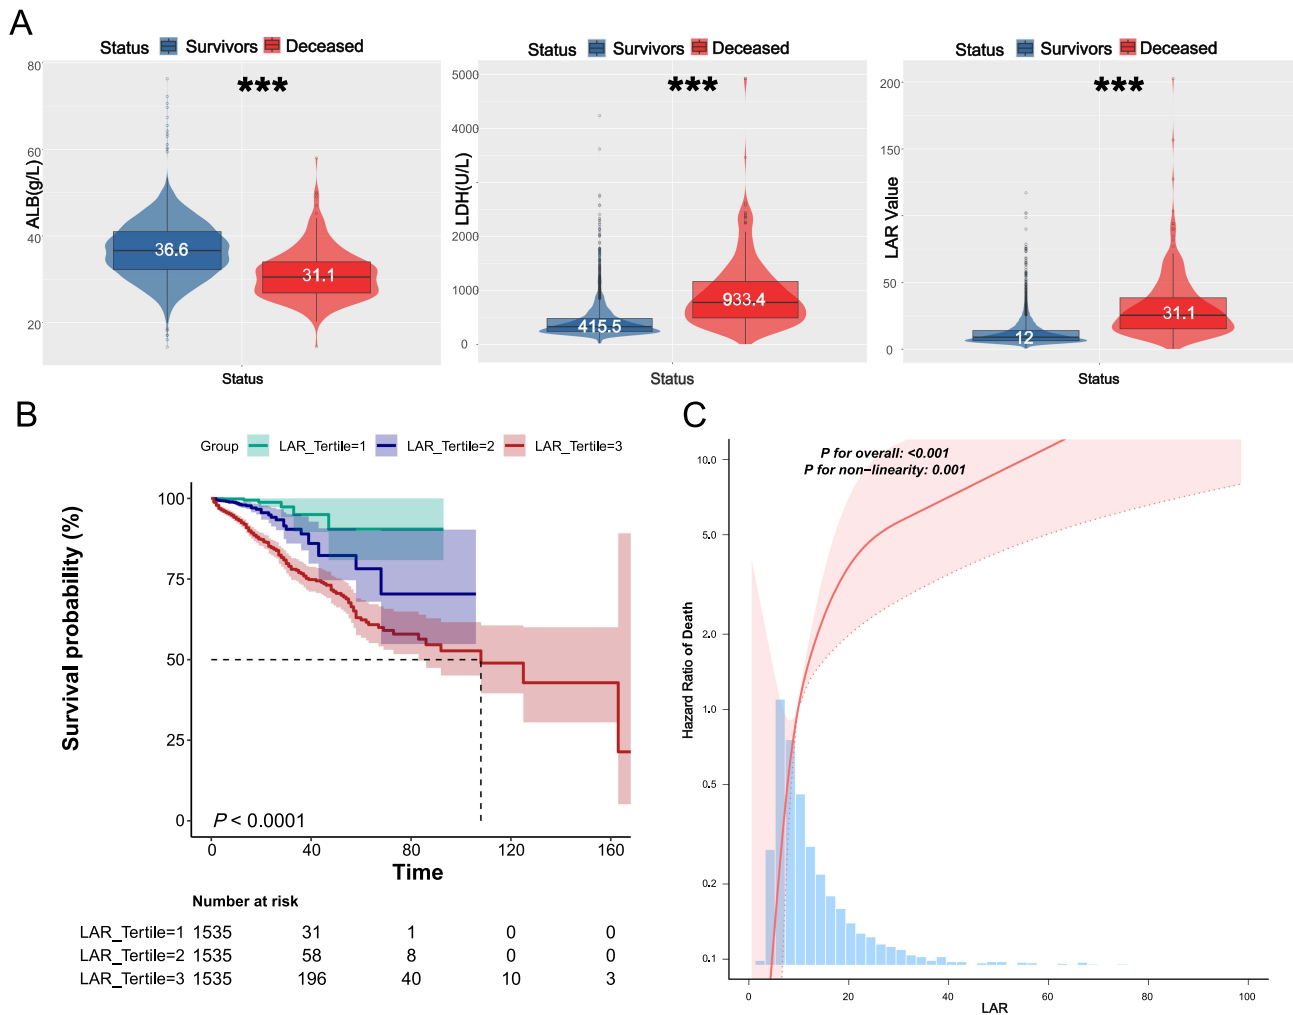 A
Status Survivors Deceased
80
60
40
20
ALB(g/L)
***
36.6
31.1
Status
Status Survivors Deceased
5000
4000
2000
1000
0
LDH(U/L)
***
415.5
933.4
Status
Status Survivors Deceased
200
150
50
0
LAR Value
***
12
31.1
Status
B
Group LAR_Tertile=1 LAR_Tertile=2 LAR_Tertile=3
Survival probability (%)
100
75
50
25
0
P < 0.0001
0 40 80 120 160
Time
Number at risk
LAR_Tertile=1 1535 31 1 0 0
LAR_Tertile=2 1535 58 8 0 0
LAR_Tertile=3 1535 196 40 10 3
C
P for overall: <0.001
P for non-linearity: 0.001
Hazard Ratio of Death
10.0
5.0
2.0
1.0
0.5
0.2
0.1
0 20 40 60 80 100
LAR